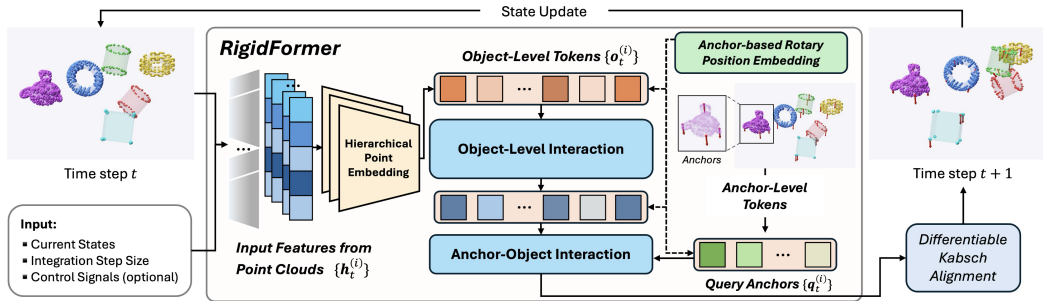 State Update
RigidFormer
Time step t
Input:
▪ Current States
▪ Integration Step Size
▪ Control Signals (optional)
...
...
Input Features from
Point Clouds {h_t^(i)}
Hierarchical
Point
Embedding
Object-Level Tokens {o_t^(i)}
...
Object-Level Interaction
...
Anchor-Object Interaction
Anchor-based Rotary
Position Embedding
Anchors
Anchor-Level
Tokens
...
Query Anchors {q_t^(i)}
Time step t + 1
Differentiable
Kabsch
Alignment